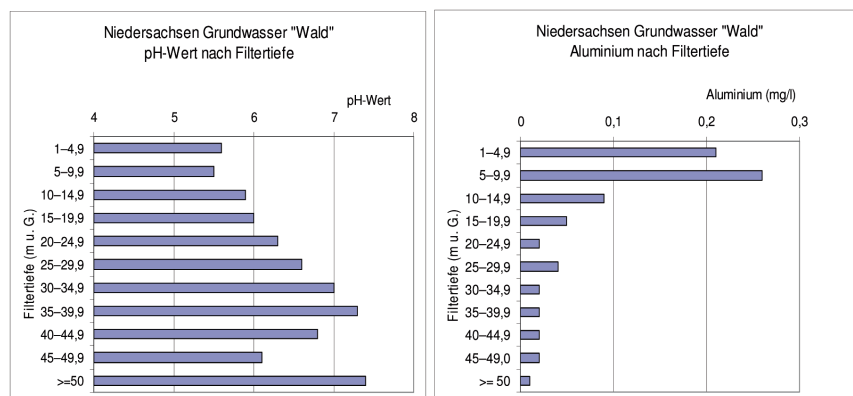 Niedersachsen Grundwasser "Wald"
pH-Wert nach Filtertiefe
pH-Wert
4 5 6 7 8
Filtertiefe (m u. G.)
1–4,9
5–9,9
10–14,9
15–19,9
20–24,9
25–29,9
30–34,9
35–39,9
40–44,9
45–49,9
>=50
Niedersachsen Grundwasser "Wald"
Aluminium nach Filtertiefe
Aluminium (mg/l)
0 0,1 0,2 0,3
Filtertiefe (m u. G.)
1–4,9
5–9,9
10–14,9
15–19,9
20–24,9
25–29,9
30–34,9
35–39,9
40–44,9
45–49,0
>= 50